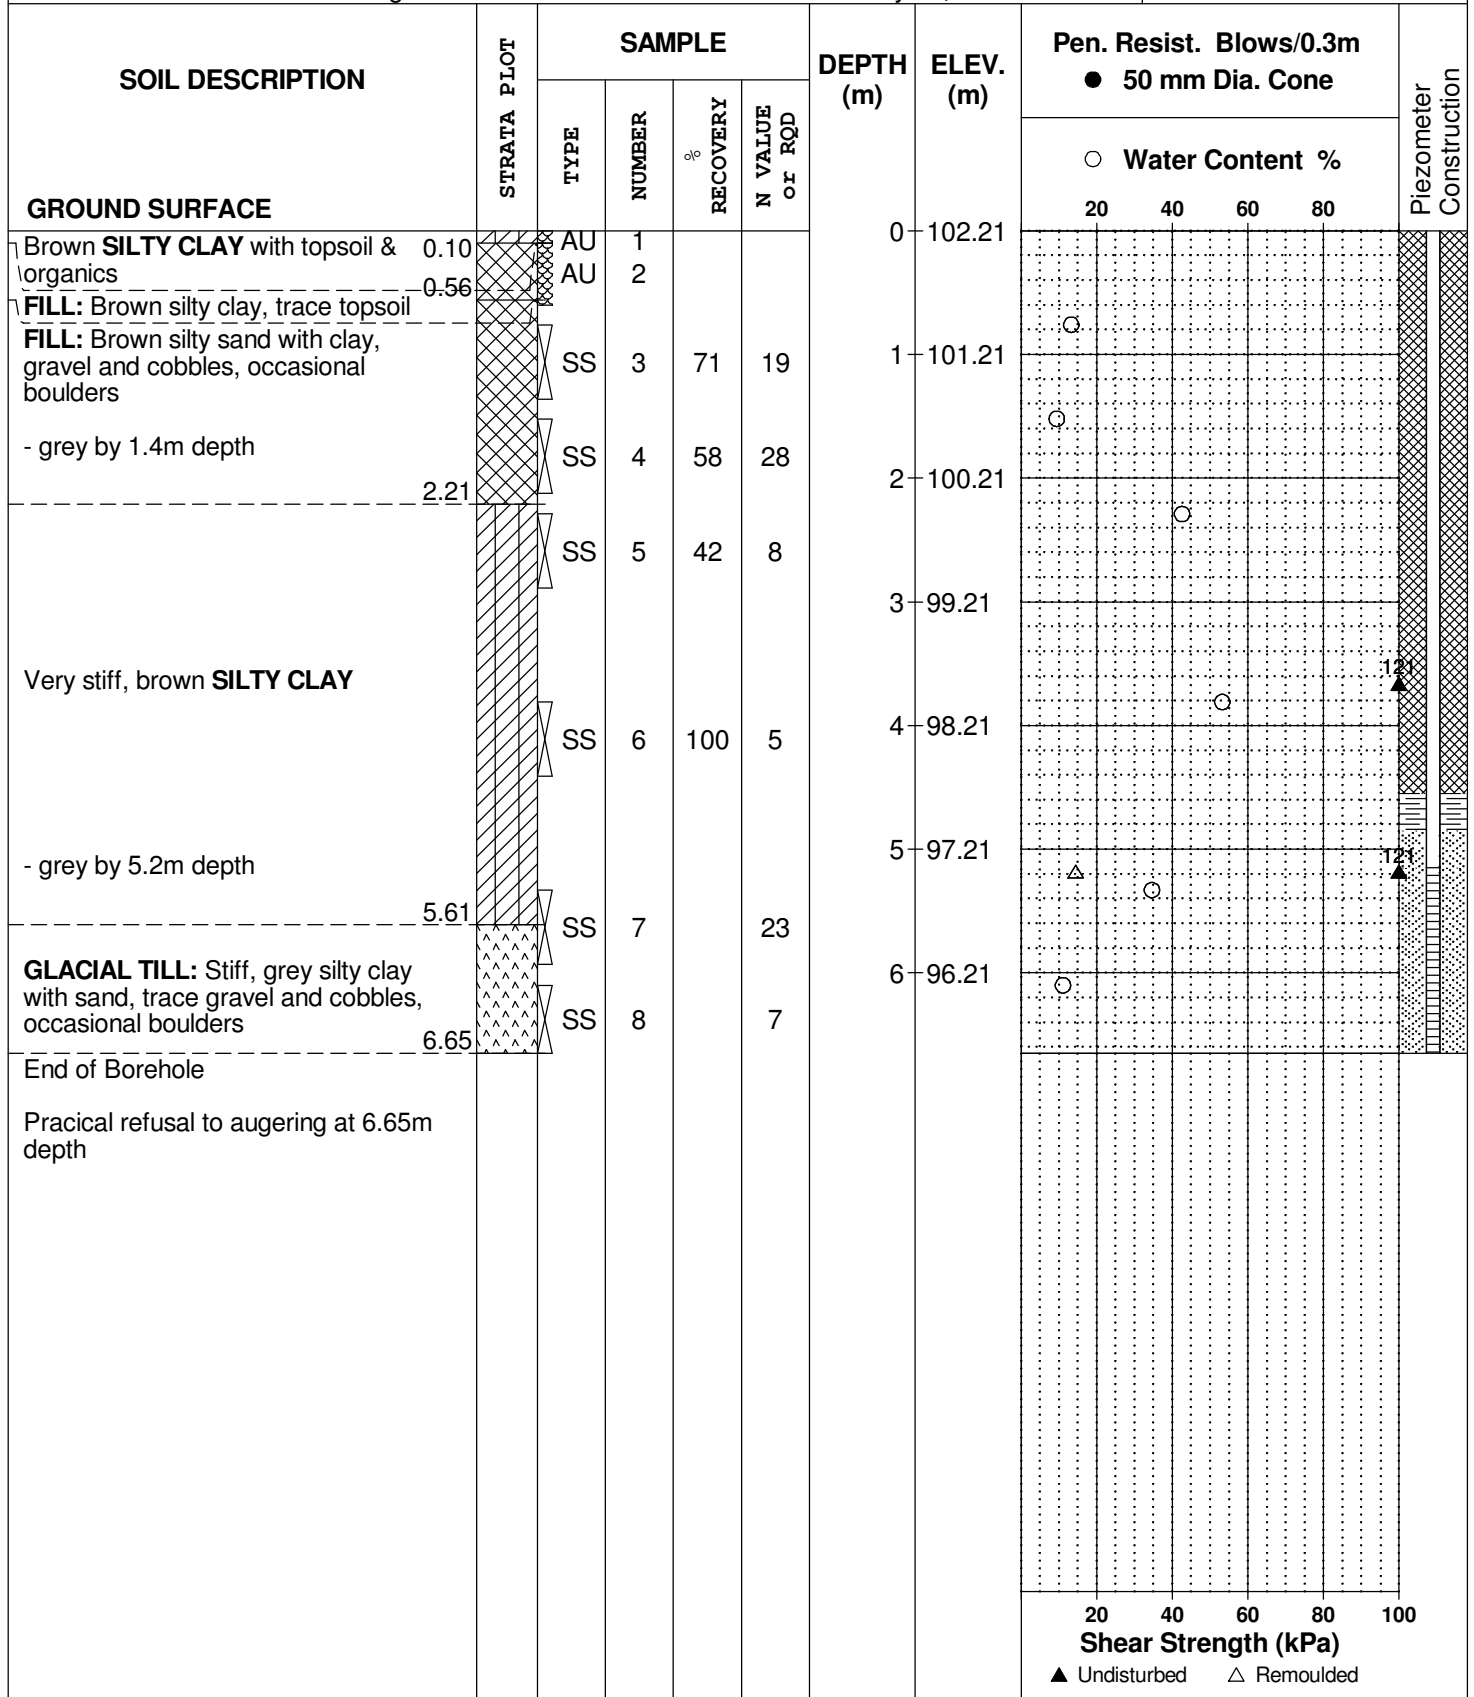 SOIL DESCRIPTION
GROUND SURFACE
STRATA PLOT
SAMPLE
TYPE
NUMBER
%
RECOVERY
N VALUE
or RQD
DEPTH
(m)
ELEV.
(m)
Pen. Resist. Blows/0.3m
● 50 mm Dia. Cone
○ Water Content %
20 40 60 80
Piezometer
Construction
Brown SILTY CLAY with topsoil & 0.10
organics
0.56
FILL: Brown silty clay, trace topsoil
FILL: Brown silty sand with clay,
gravel and cobbles, occasional
boulders
- grey by 1.4m depth
2.21
Very stiff, brown SILTY CLAY
- grey by 5.2m depth
5.61
GLACIAL TILL: Stiff, grey silty clay
with sand, trace gravel and cobbles,
occasional boulders
6.65
End of Borehole
Pracical refusal to augering at 6.65m
depth
AU 1
AU 2
SS 3 71 19
SS 4 58 28
SS 5 42 8
SS 6 100 5
SS 7 23
SS 8 7
0 102.21
1 101.21
2 100.21
3 99.21
4 98.21
5 97.21
6 96.21
121
121
20 40 60 80 100
Shear Strength (kPa)
▲ Undisturbed △ Remoulded